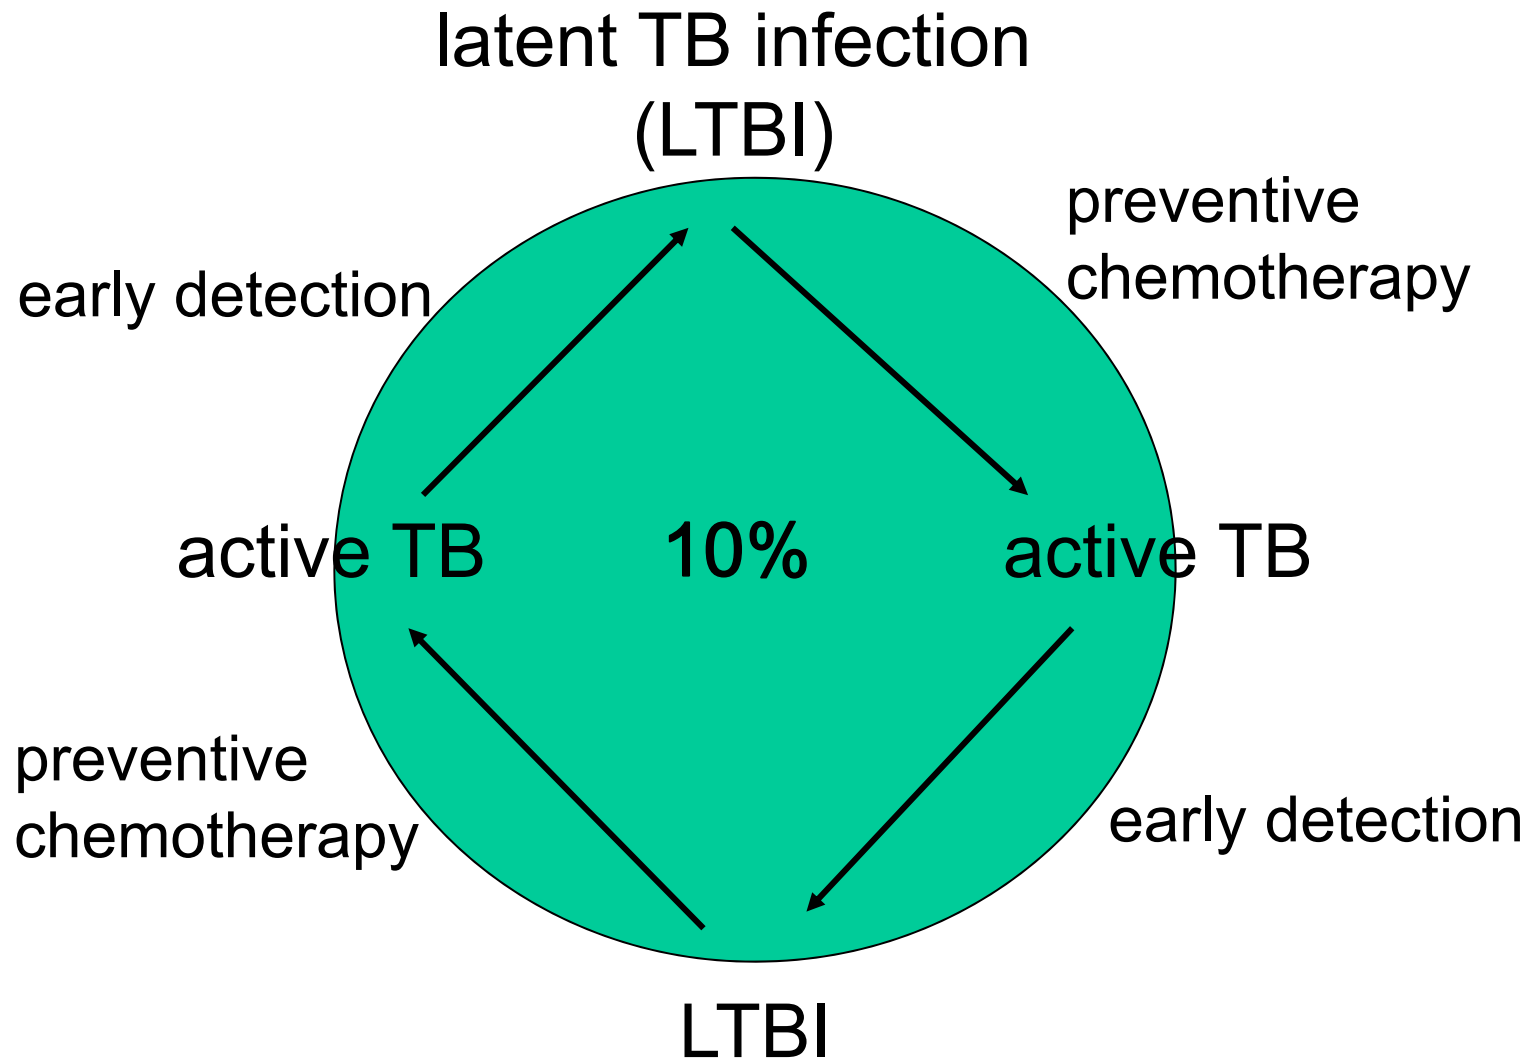 latent TB infection
(LTBI)
preventive
chemotherapy
early detection
active TB
10%
active TB
preventive
chemotherapy
early detection
LTBI